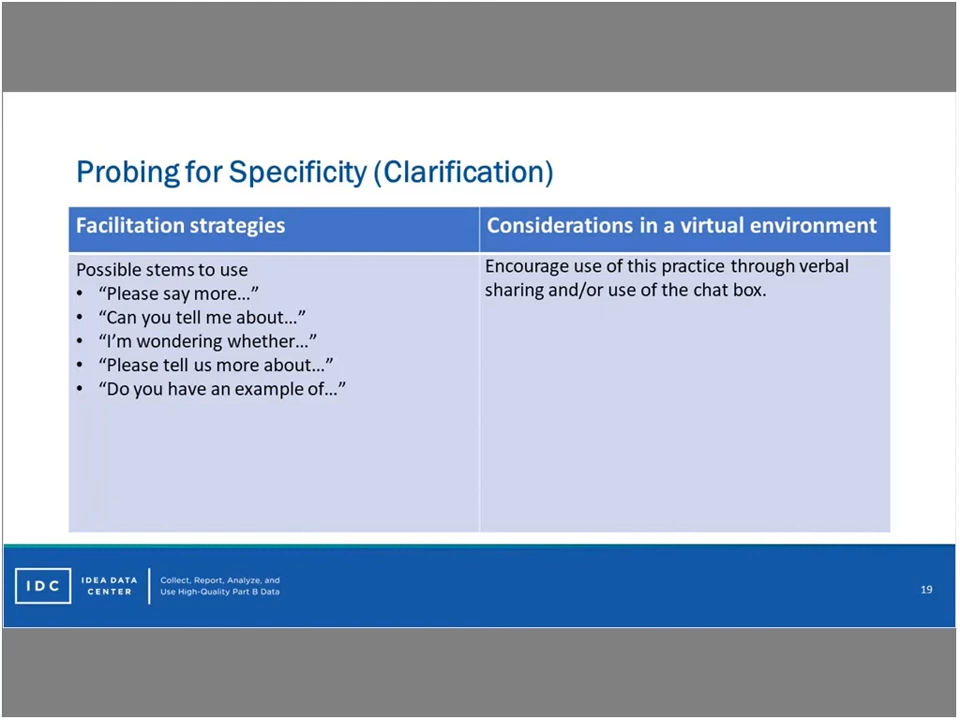 Probing for Specificity (Clarification)
Facilitation strategies
Considerations in a virtual environment
Possible stems to use
• “Please say more…”
• “Can you tell me about…”
• “I’m wondering whether…”
• “Please tell us more about…”
• “Do you have an example of…”
Encourage use of this practice through verbal
sharing and/or use of the chat box.
IDC
IDEA DATA
CENTER
Collect, Report, Analyze, and
Use High-Quality Part B Data
19